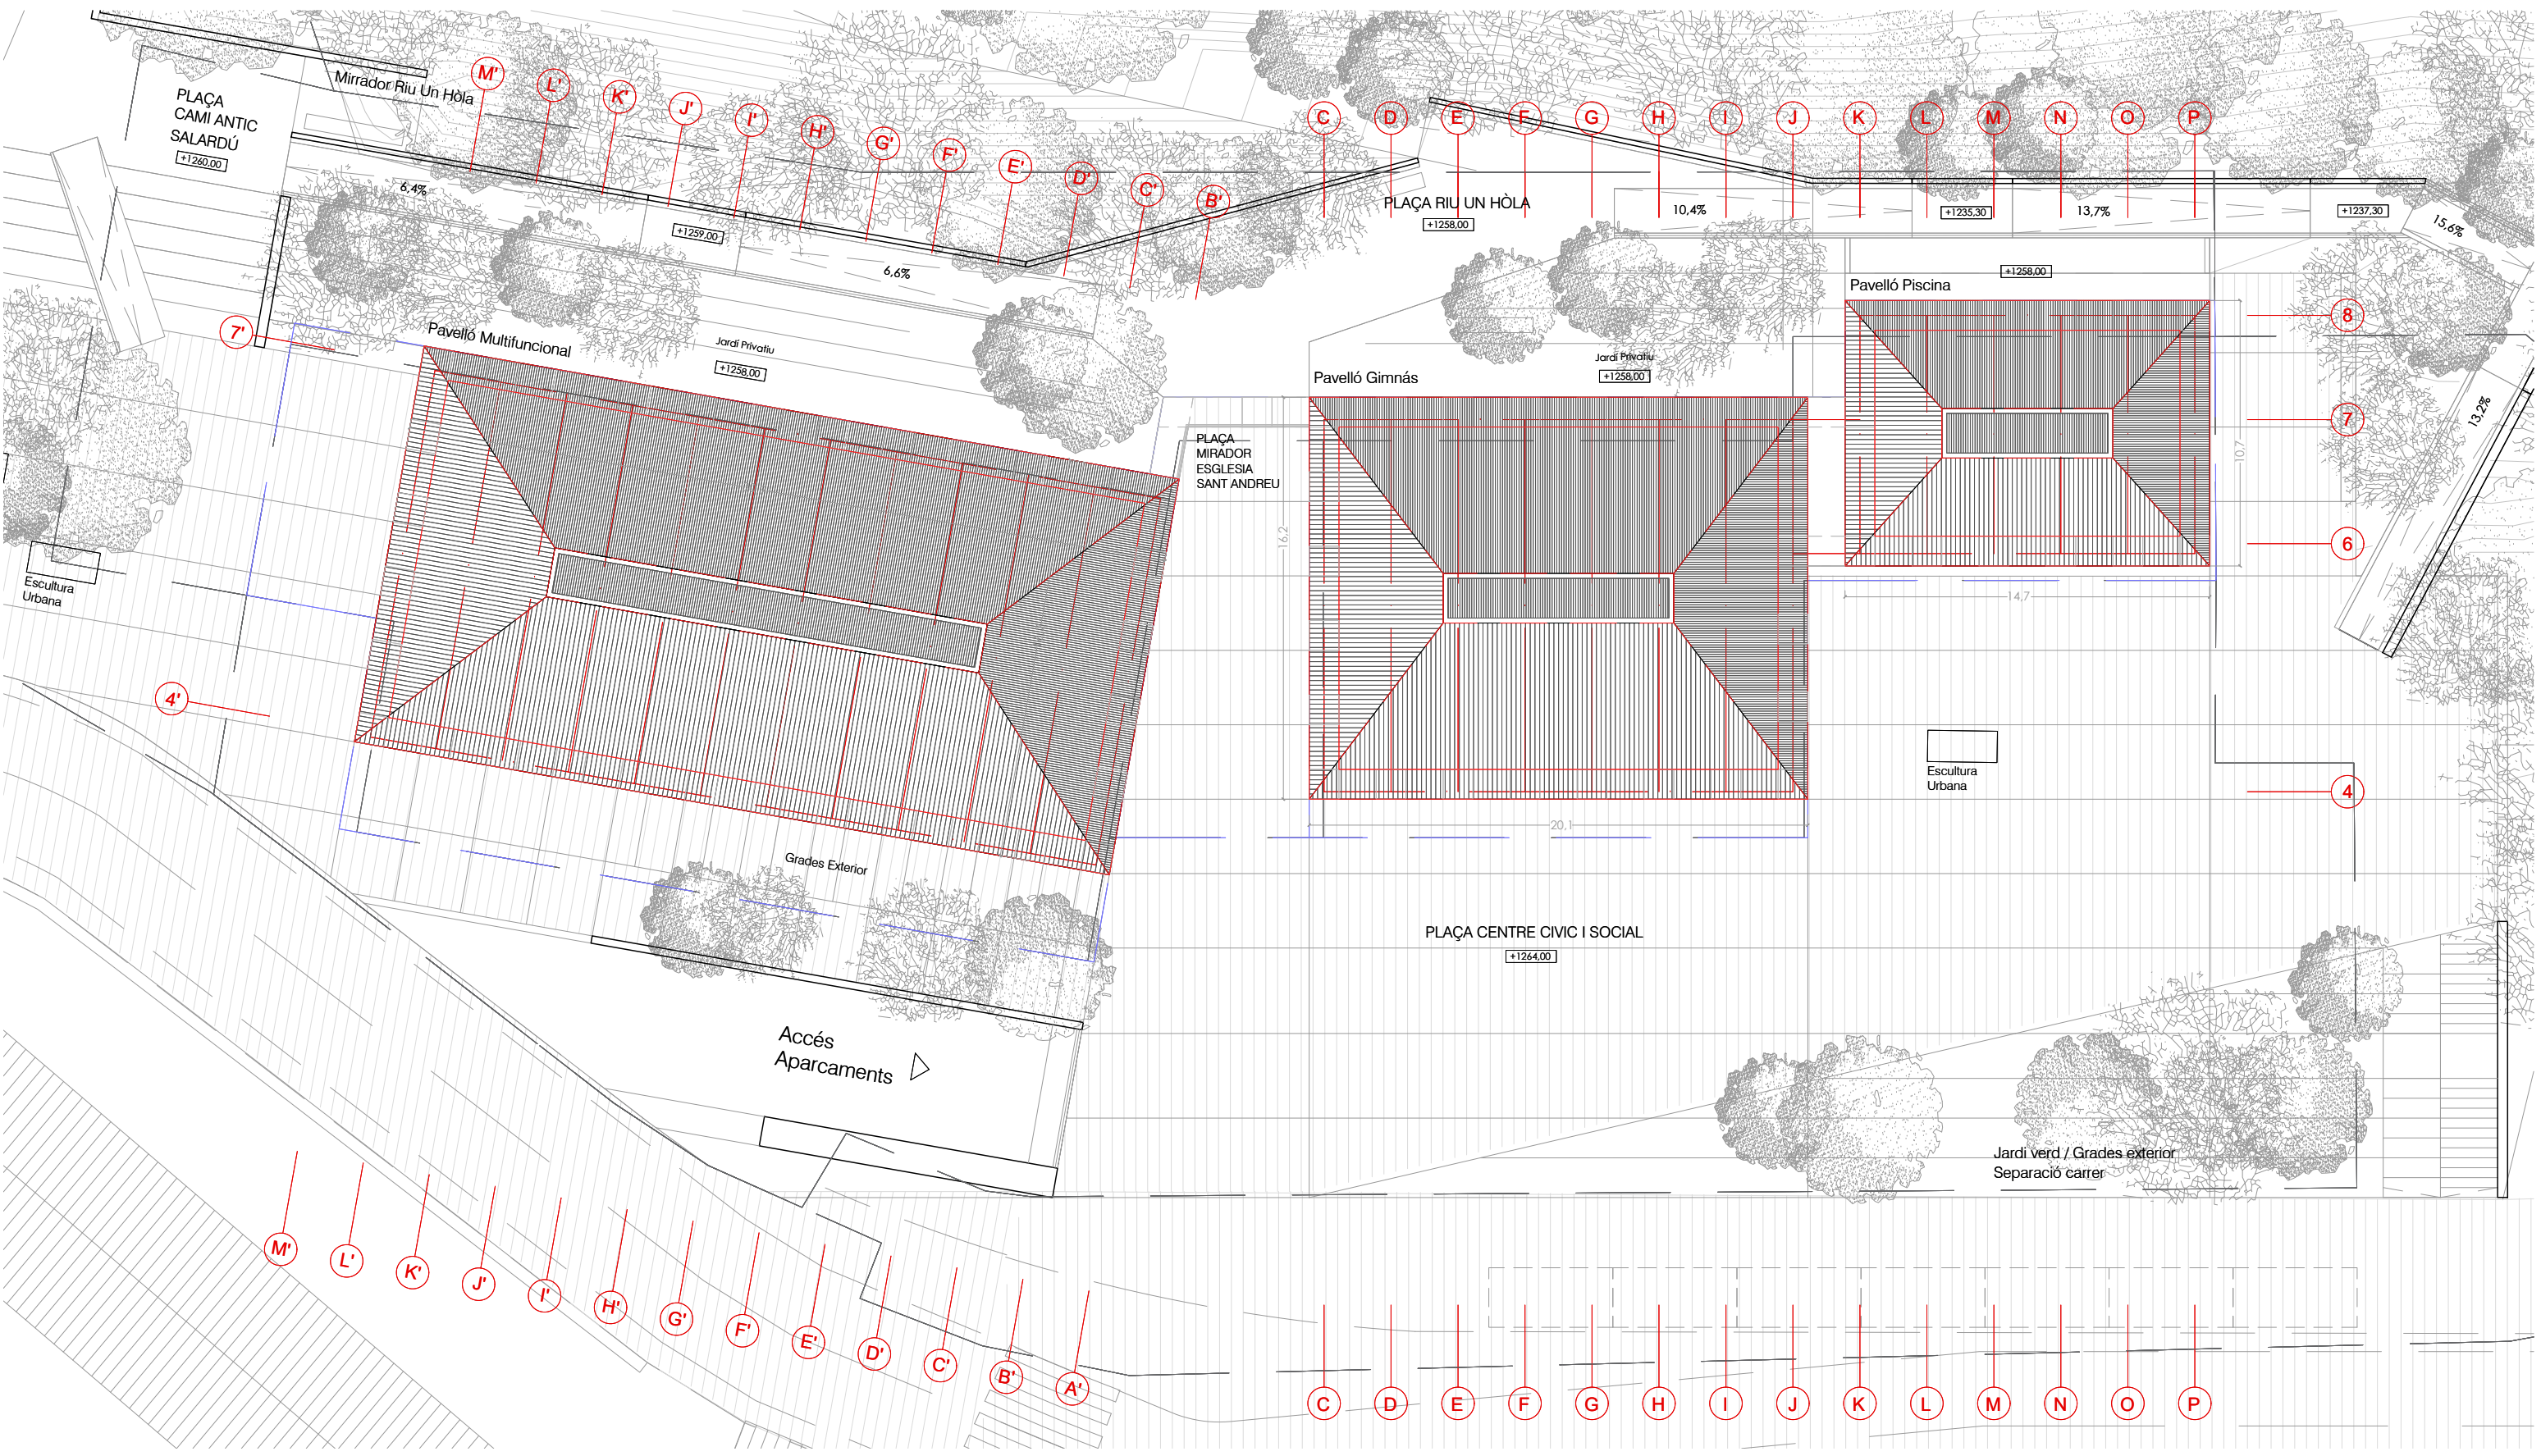 PLAÇA
CAMI ANTIC
SALARDÚ
+1260,00
Mirrador Riu Un Hòla
M'
L'
K'
J'
I'
H'
G'
F'
E'
D'
C'
B'
C
D
E
F
G
H
I
J
K
L
M
N
O
P
6,4%
+1259,00
6,6%
PLAÇA RIU UN HÒLA
+1258,00
10,4%
+1235,30
13,7%
+1237,30
15,6%
+1258,00
Pavelló Piscina
8
7'
Pavelló Multifuncional
Jardí Privatiu
+1258,00
Jardí Privatiu
+1258,00
Pavelló Gimnás
7
13,2%
PLAÇA
MIRADOR
ESGLESIA
SANT ANDREU
10,7
16,2
6
Escultura
Urbana
14,7
4'
Escultura
Urbana
4
20,1
Grades Exterior
PLAÇA CENTRE CIVIC I SOCIAL
+1264,00
Accés
Aparcaments
Jardi verd / Grades exterior
Separació carrer
M'
L'
K'
J'
I'
H'
G'
F'
E'
D'
C'
B'
A'
C
D
E
F
G
H
I
J
K
L
M
N
O
P